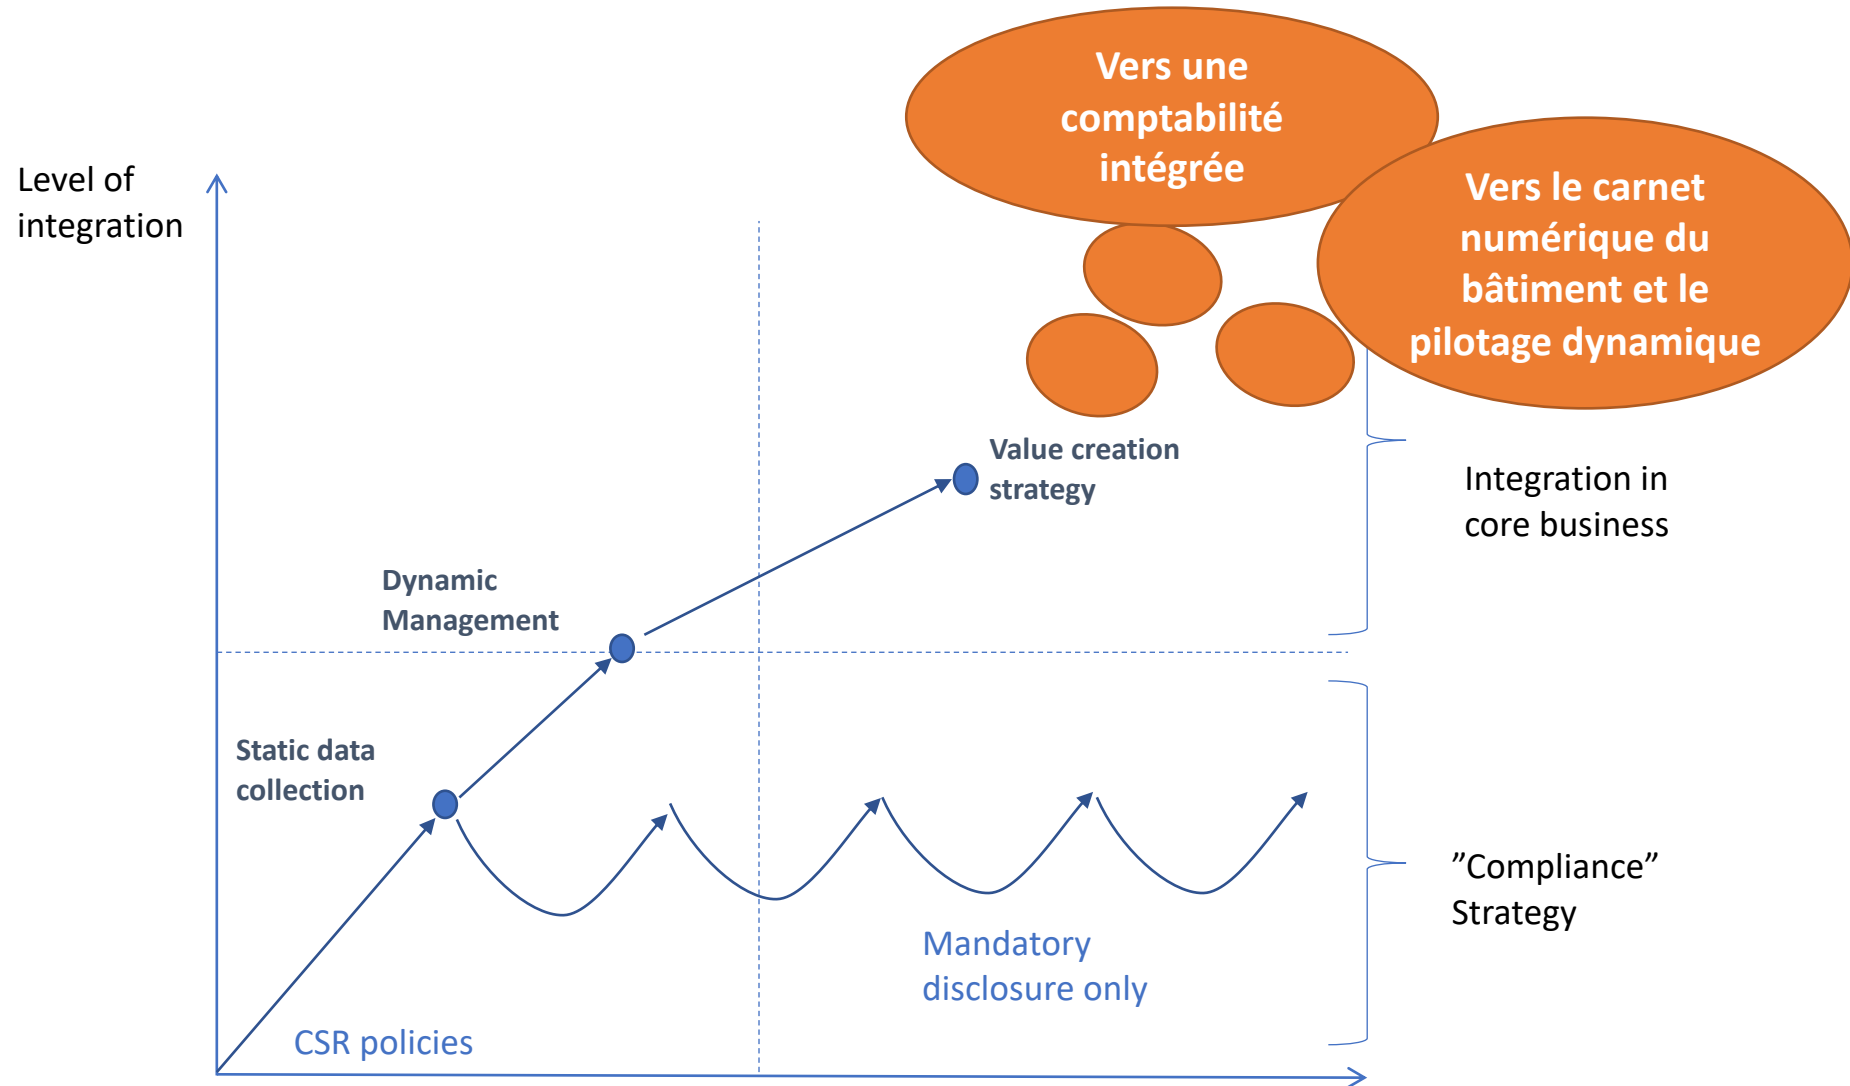 Vers une
comptabilité
intégrée
Vers le carnet
numérique du
bâtiment et le
pilotage dynamique
Level of
integration
Value creation
strategy
Integration in
core business
Dynamic
Management
Static data
collection
”Compliance”
Strategy
Mandatory
disclosure only
CSR policies